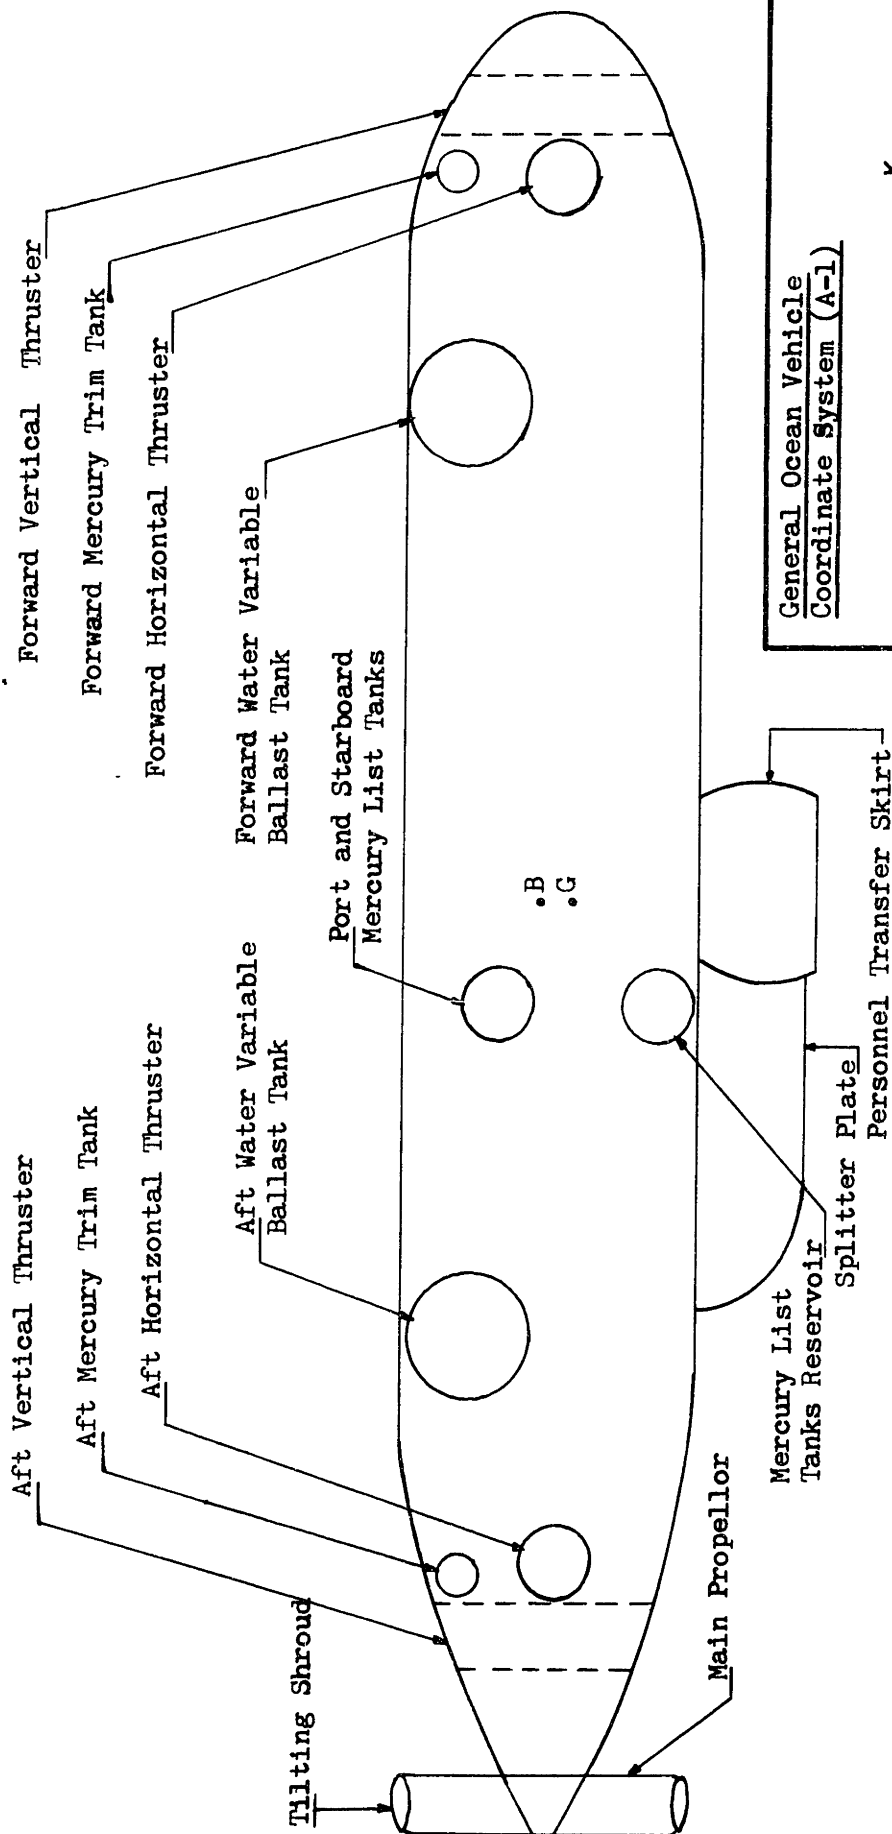 Aft Vertical Thruster
Aft Mercury Trim Tank
Aft Horizontal Thruster
Aft Water Variable
Ballast Tank
Tilting Shroud
Forward Vertical Thruster
Forward Mercury Trim Tank
Forward Horizontal Thruster
Forward Water Variable
Ballast Tank
Port and Starboard
Mercury List Tanks
B
G
Main Propellor
Mercury List
Tanks Reservoir
Splitter Plate
Personnel Transfer Skirt
General Ocean Vehicle
Coordinate System (A-1)